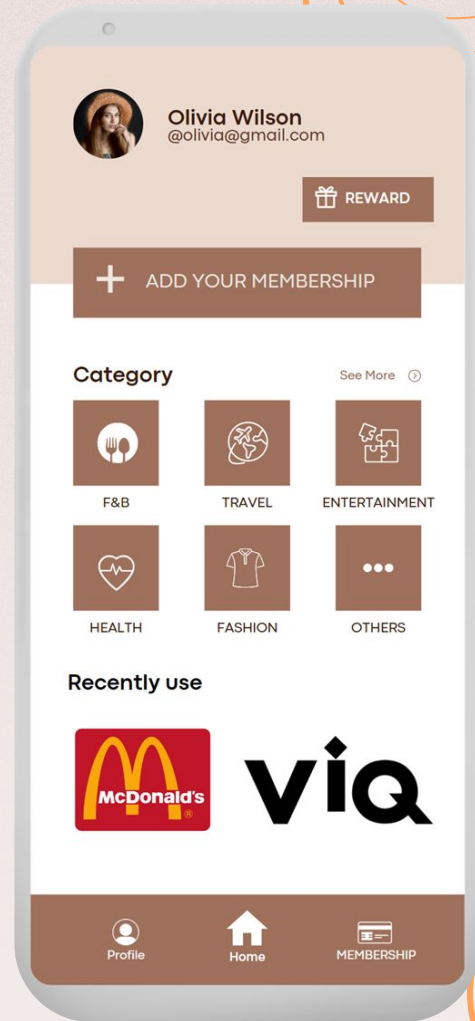 Olivia Wilson
@olivia@gmail.com
REWARD
ADD YOUR MEMBERSHIP
Category
See More
F&B
TRAVEL
ENTERTAINMENT
HEALTH
FASHION
OTHERS
Recently use
McDonald's
®
viQ
Profile
Home
MEMBERSHIP